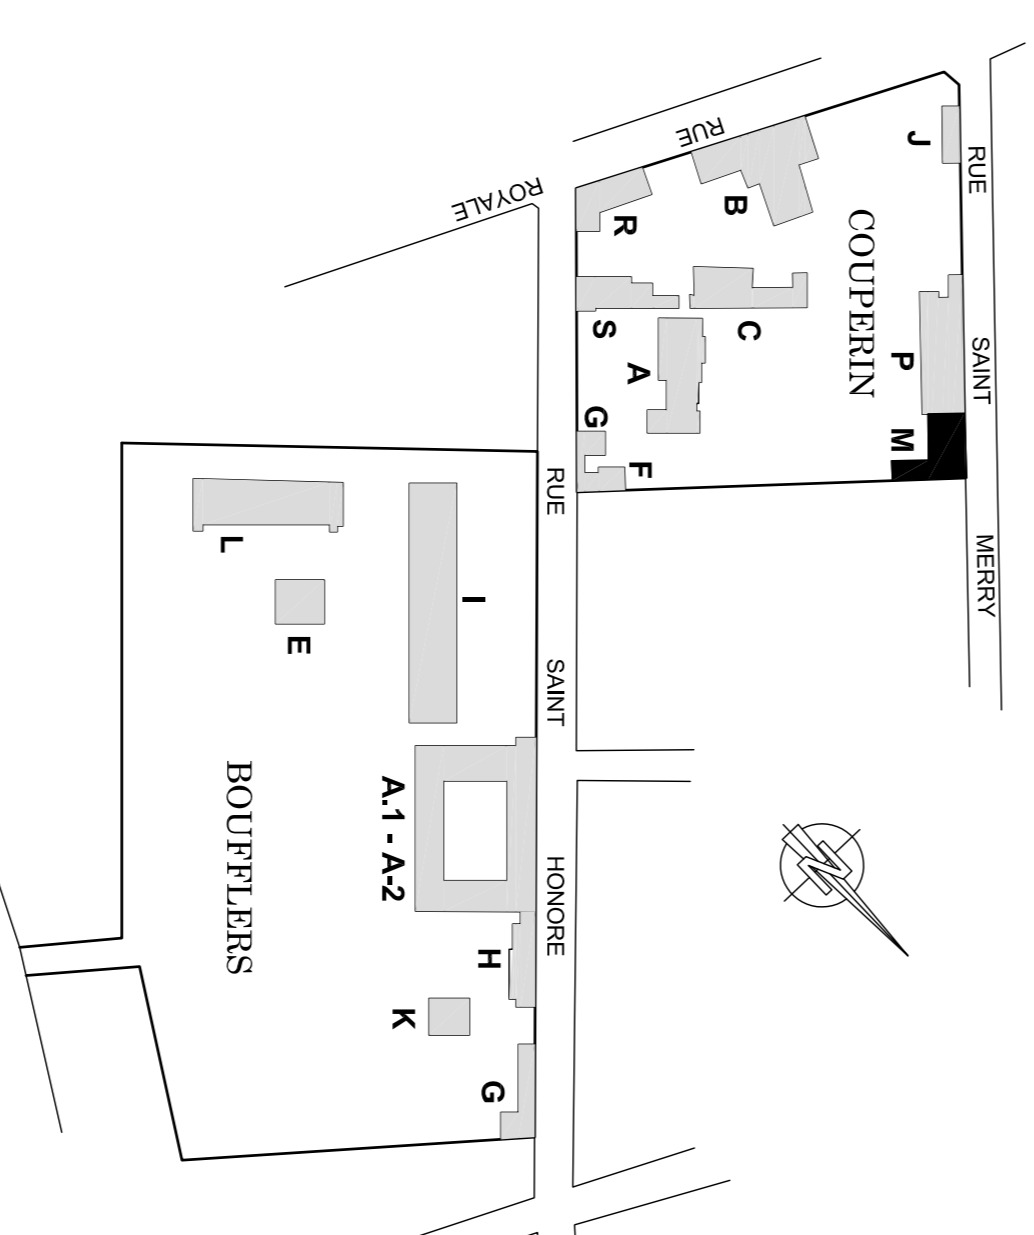 RUE
ROYALE
RUE
SAINT
MERRY
J
B
R
COUPERIN
S
C
A
P
G
F
M
RUE
SAINT
HONORE
L
E
I
BOUFFLERS
A.1 - A-2
H
K
G
N